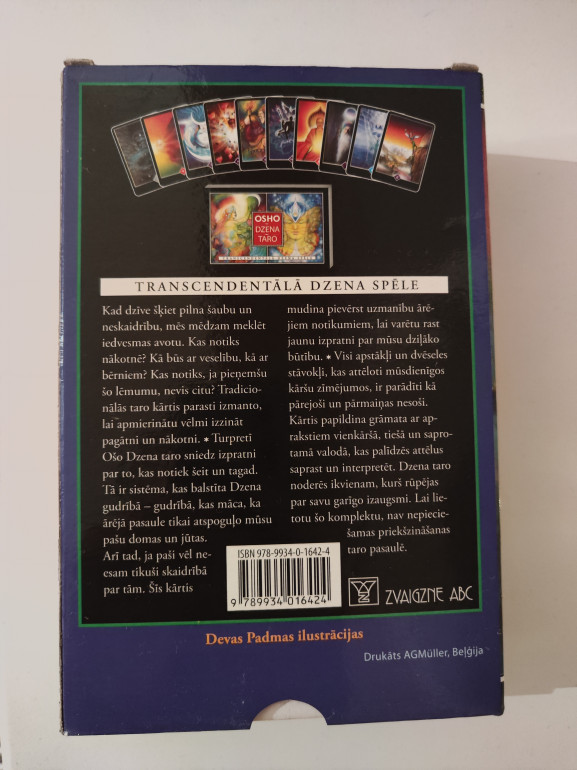 OSHO
DZENA
TARO
TRANSCENDENTĀLĀ DZENA SPĒLE
TRANSCENDENTĀLĀ DZENA SPĒLE
Kad dzīve šķiet pilna šaubu un
neskaidrību, mēs mēdzam meklēt
iedvesmas avotu. Kas notiks
nākotnē? Kā būs ar veselību, kā ar
bērniem? Kas notiks, ja pieņemšu
šo lēmumu, nevis citu? Tradicio-
nālās taro kārtis parasti izmanto,
lai apmierinātu vēlmi izzināt
pagātni un nākotni. * Turpretī
Ošo Dzena taro sniedz izpratni
par to, kas notiek šeit un tagad.
Tā ir sistēma, kas balstīta Dzena
gudrībā – gudrībā, kas māca, ka
ārējā pasaule tikai atspoguļo mūsu
pašu domas un jūtas.
Arī tad, ja paši vēl ne-
esam tikuši skaidrībā
par tām. Šīs kārtis
mudina pievērst uzmanību ārē-
jiem notikumiem, lai varētu rast
jaunu izpratni par mūsu dziļāko
būtību. * Visi apstākļi un dvēseles
stāvokļi, kas attēloti mūsdienīgos
kāršu zīmējumos, ir parādīti kā
pārejoši un pārmaiņas nesoši.
Kārtis papildina grāmata ar ap-
rakstiem vienkāršā, tiešā un sapro-
tamā valodā, kas palīdzēs attēlus
saprast un interpretēt. Dzena taro
noderēs ikvienam, kurš rūpējas
par savu garīgo izaugsmi. Lai lie-
totu šo komplektu, nav nepiecie-
šamas priekšzināšanas
taro pasaulē.
ISBN 978-9934-0-1642-4
9 789934 016424
ZVAIGZNE ABC
Devas Padmas ilustrācijas
Drukāts AGMüller, Beļģija